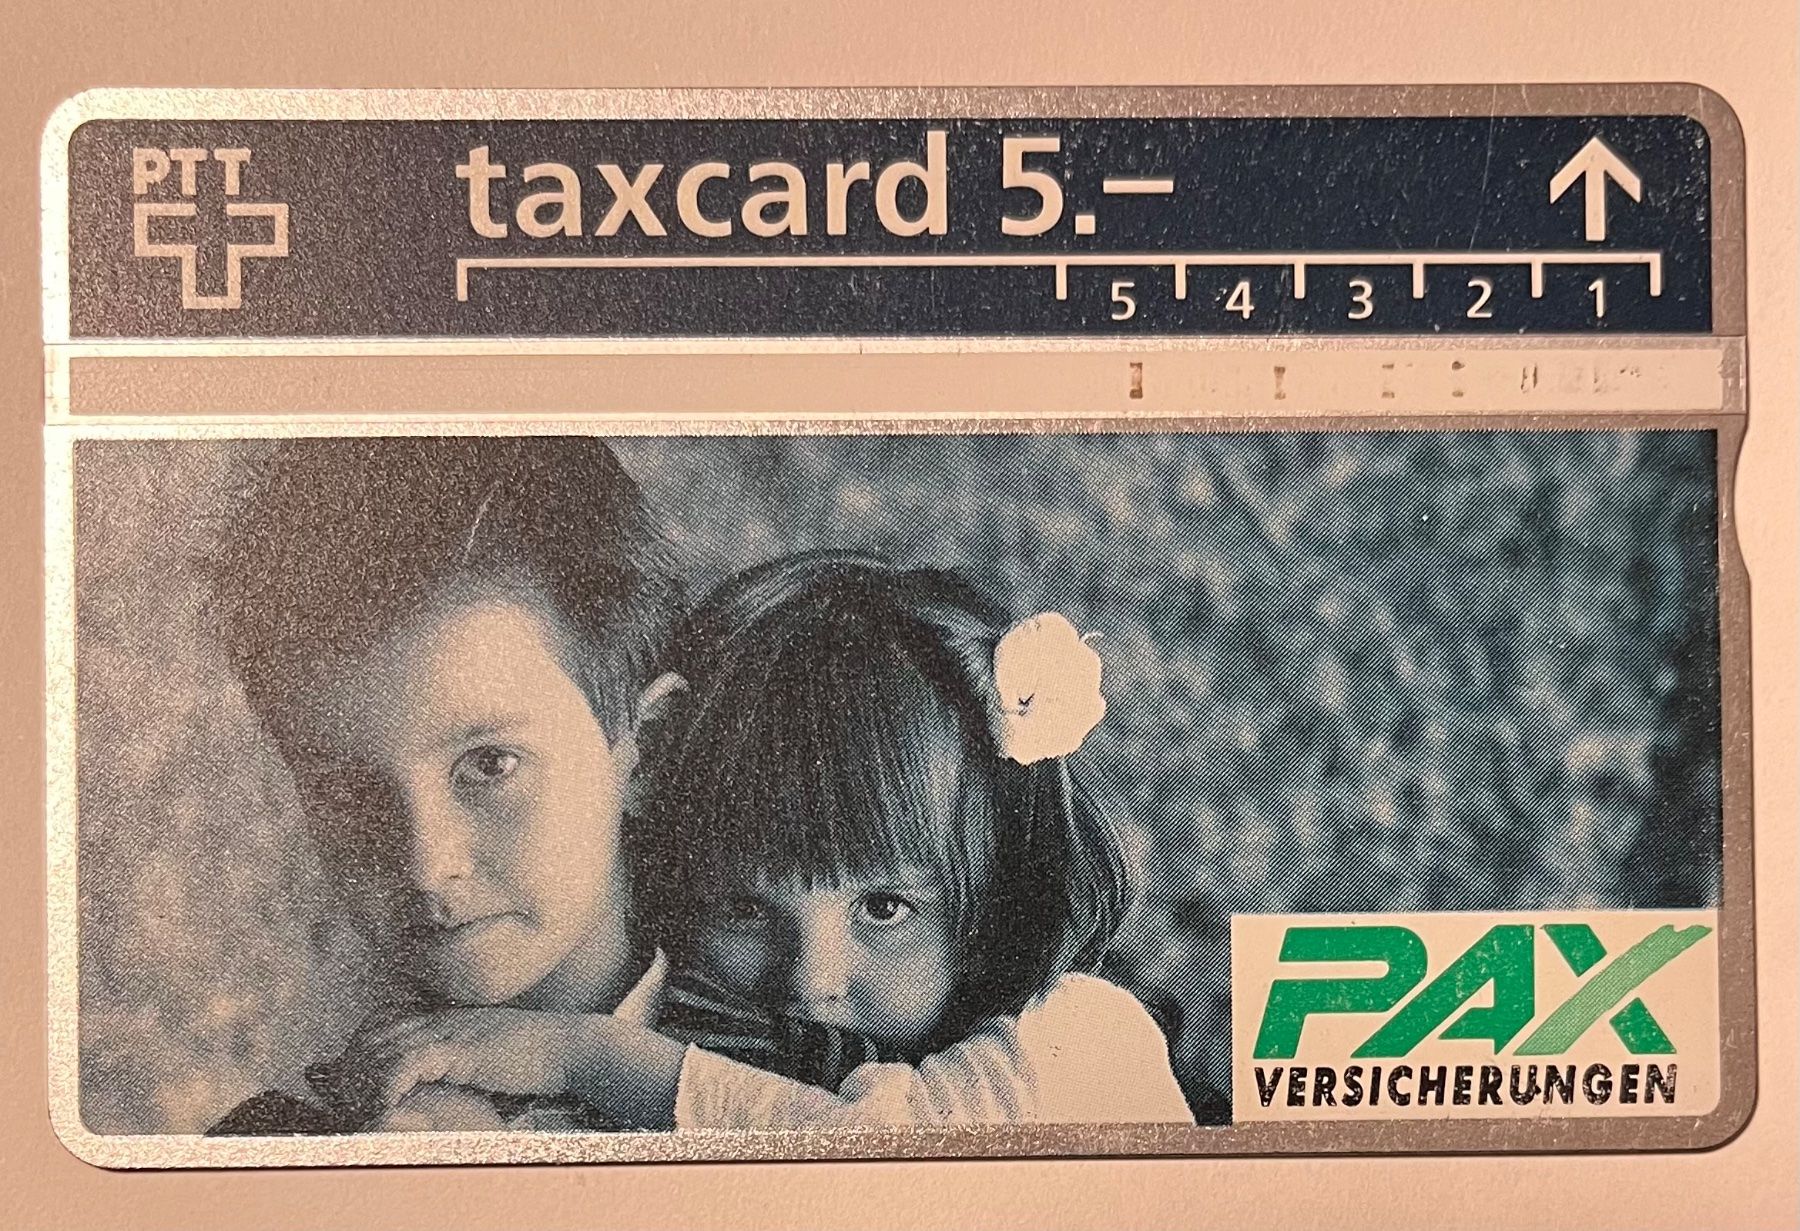 PTT
taxcard 5.–
5 4 3 2 1
PAX
VERSICHERUNGEN